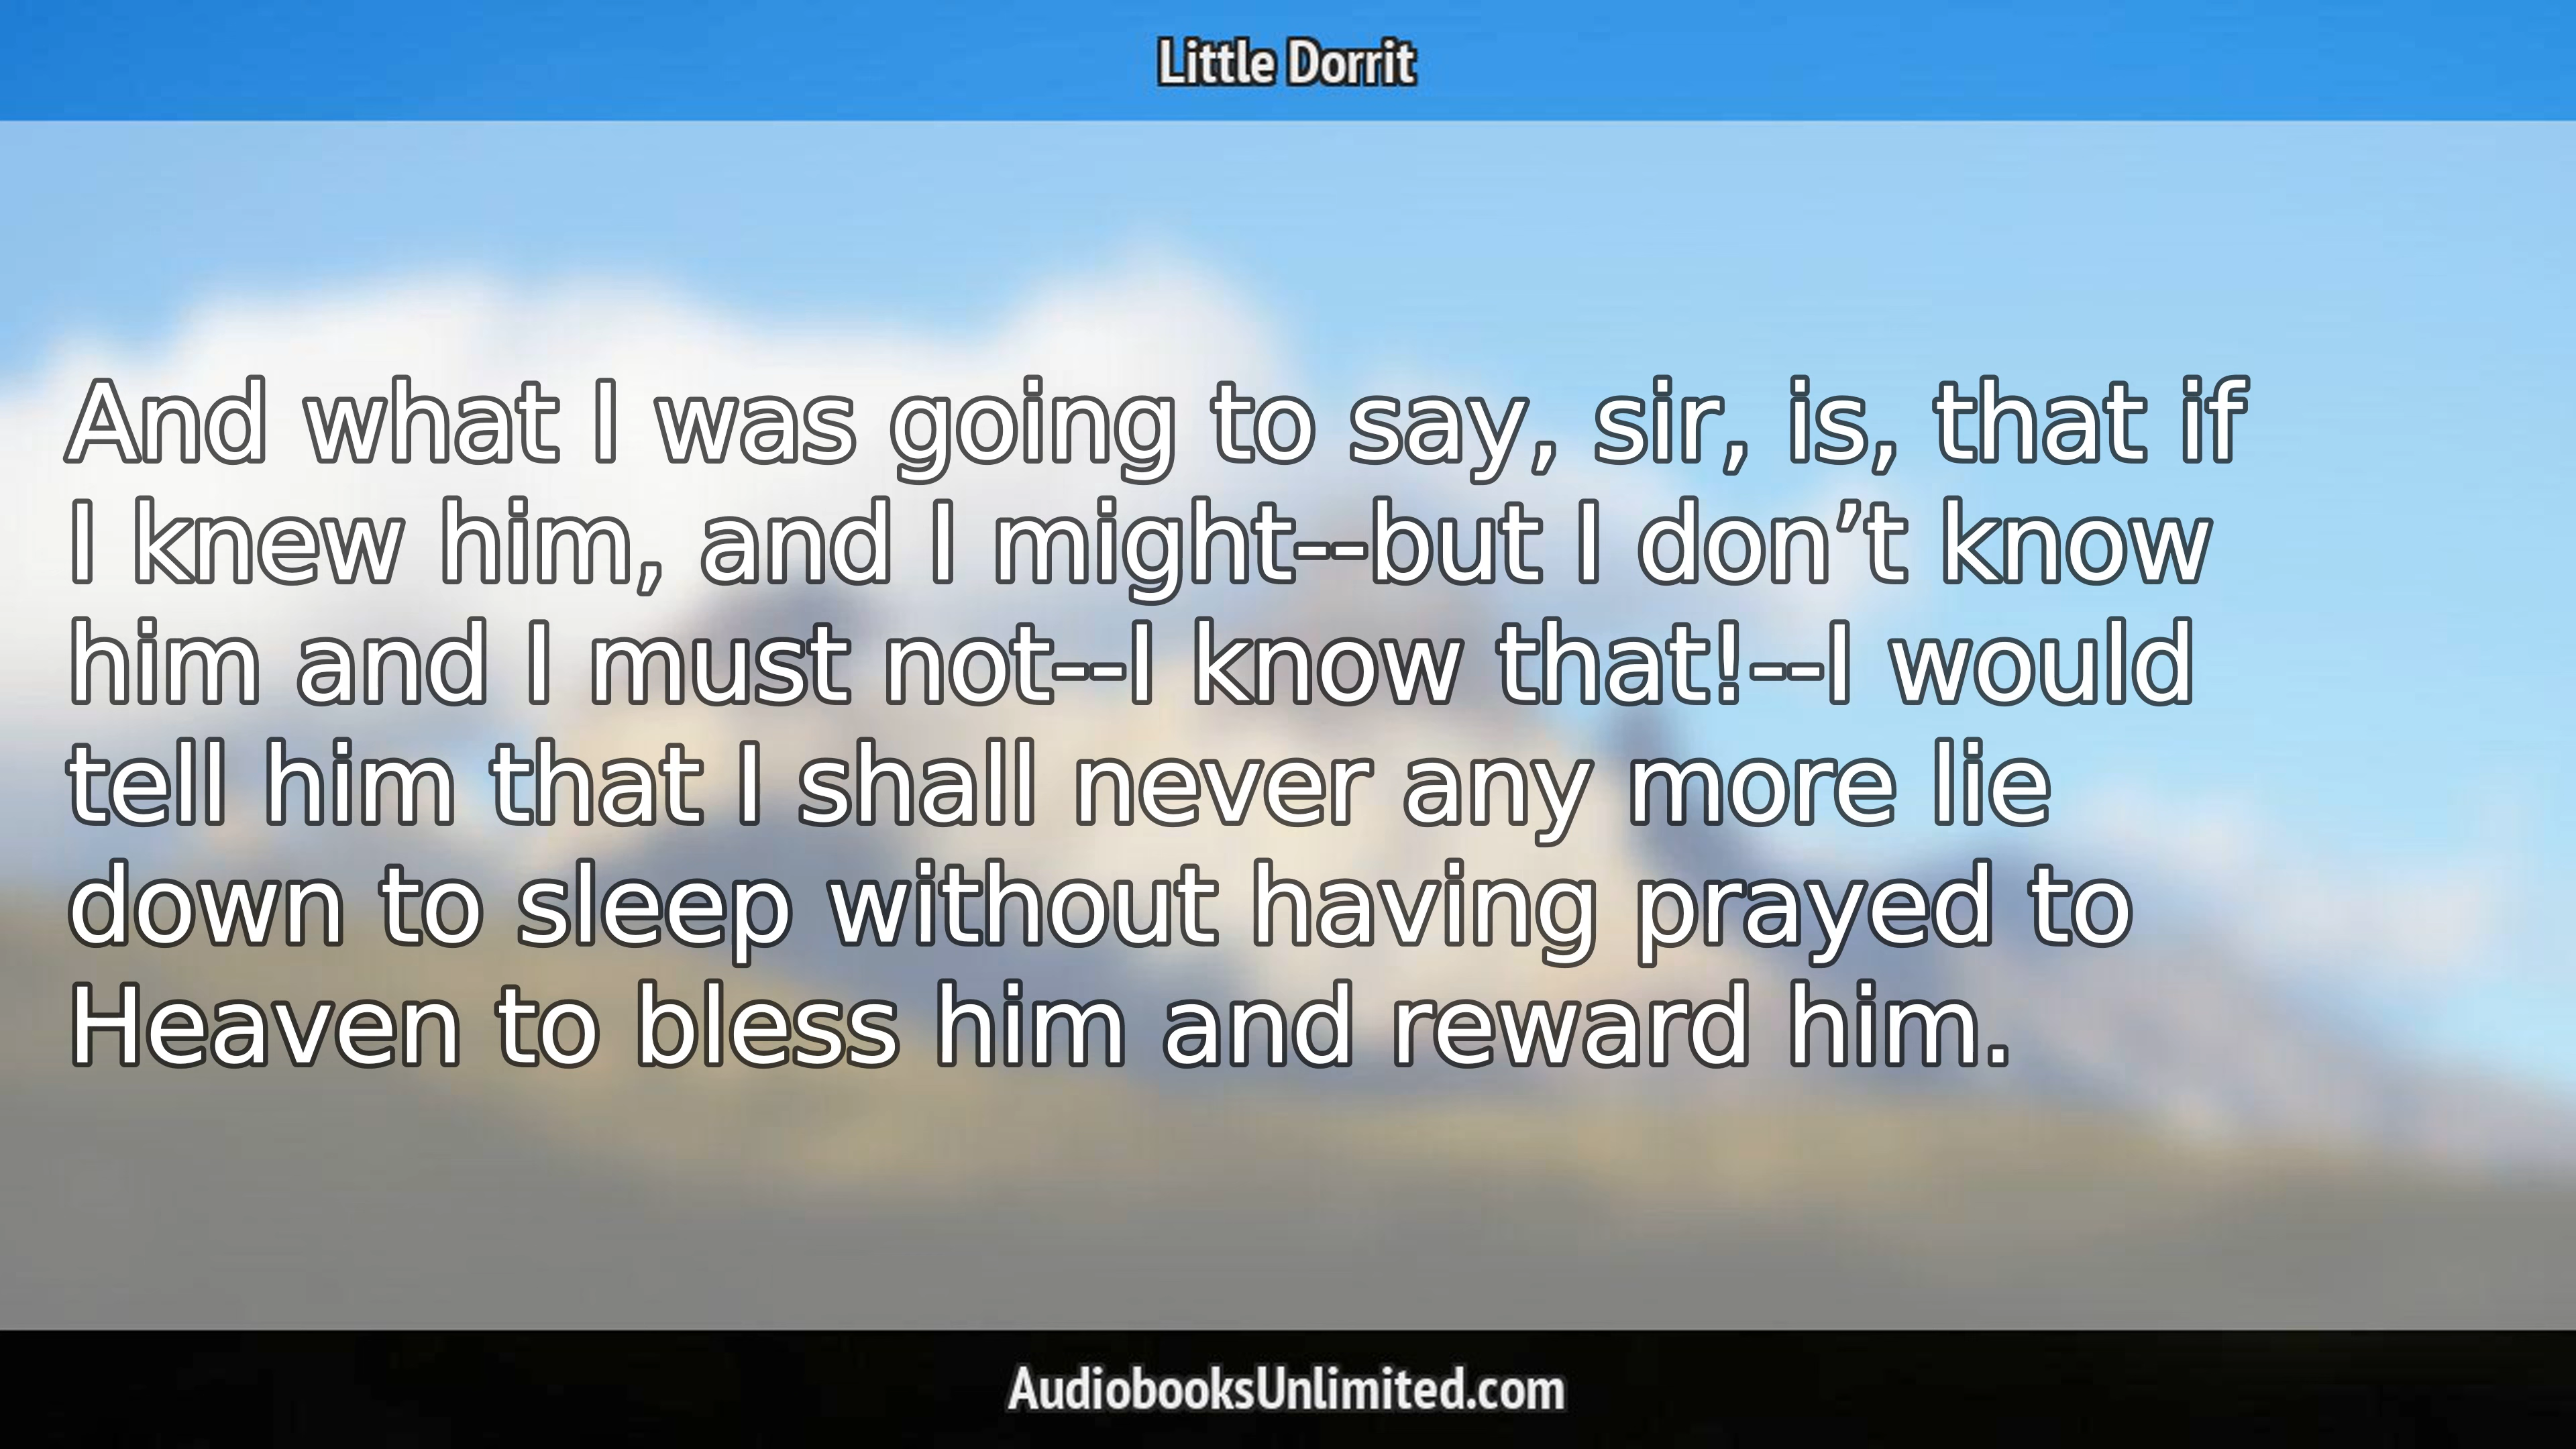 Little Dorrit
And what I was going to say, sir, is, that if
I knew him, and I might--but I don’t know
him and I must not--I know that!--I would
tell him that I shall never any more lie
down to sleep without having prayed to
Heaven to bless him and reward him.
AudiobooksUnlimited.com